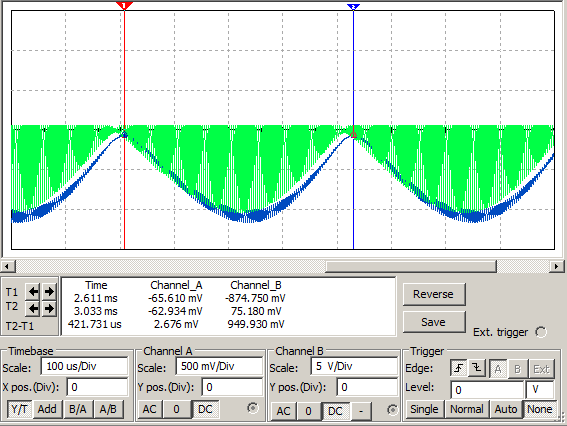 1
2
T1
T2
T2-T1
Time Channel_A Channel_B
2.611 ms -65.610 mV -874.750 mV
3.033 ms -62.934 mV 75.180 mV
421.731 us 2.676 mV 949.930 mV
Reverse
Save
Ext. trigger
Timebase
Scale: 100 us/Div
X pos.(Div): 0
Y/T Add B/A A/B
Channel A
Scale: 500 mV/Div
Y pos.(Div): 0
AC 0 DC
Channel B
Scale: 5 V/Div
Y pos.(Div): 0
AC 0 DC -
Trigger
Edge: A B Ext
Level: 0 V
Single Normal Auto None